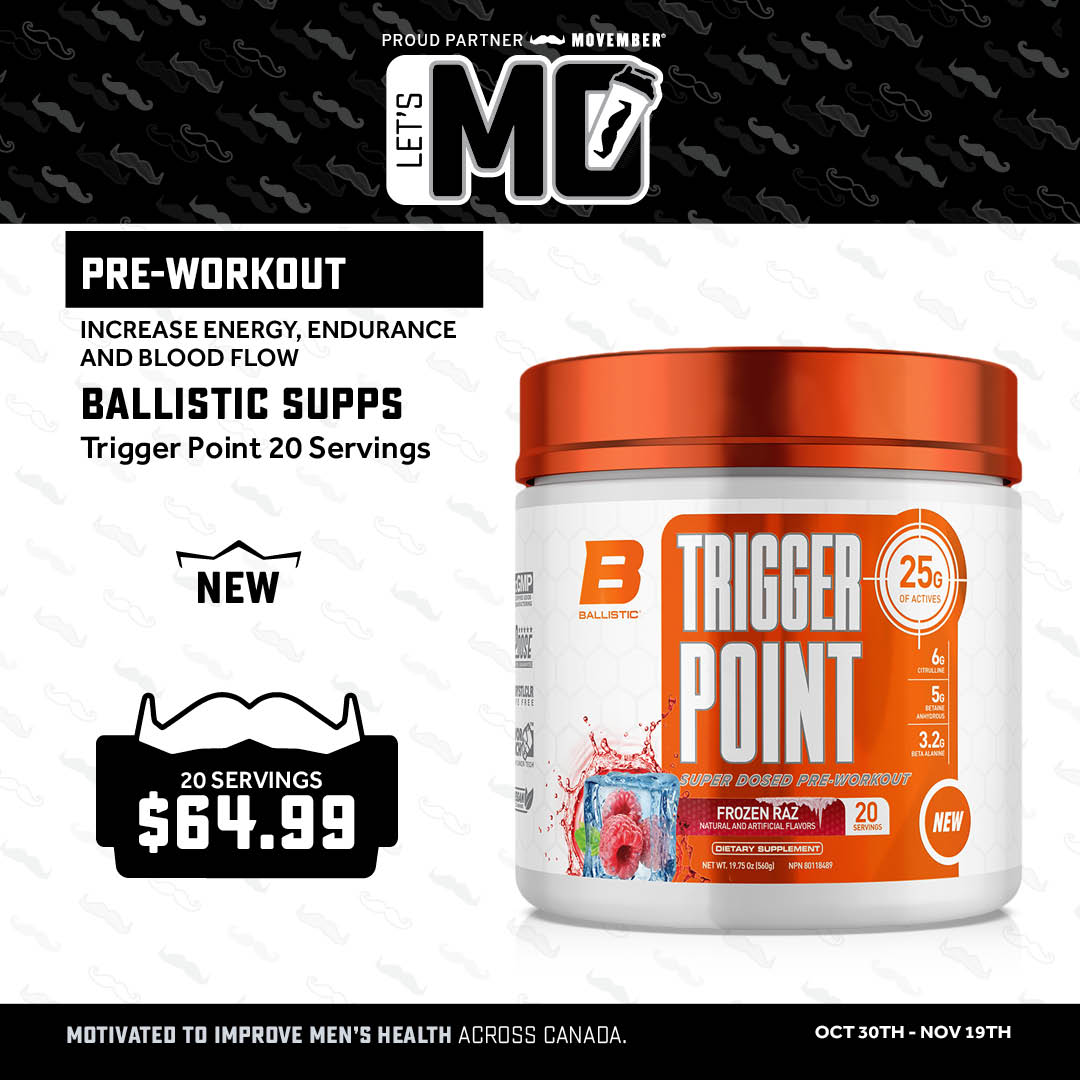 PROUD PARTNER MOVEMBER®
LET'S
MO
PRE-WORKOUT
INCREASE ENERGY, ENDURANCE
AND BLOOD FLOW
BALLISTIC SUPPS
Trigger Point 20 Servings
NEW
20 SERVINGS
$64.99
B
BALLISTIC
TRIGGER
POINT
25G
OF ACTIVES
6G
CITRULLINE
5G
BETAINE
ANHYDROUS
3.2G
BETA ALANINE
SUPER DOSED PRE-WORKOUT
FROZEN RAZ
NATURAL AND ARTIFICIAL FLAVORS
20
SERVINGS
DIETARY SUPPLEMENT
NET WT. 19.75 Oz (560g) NPN 80118489
NEW
MOTIVATED TO IMPROVE MEN'S HEALTH ACROSS CANADA.
OCT 30TH - NOV 19TH